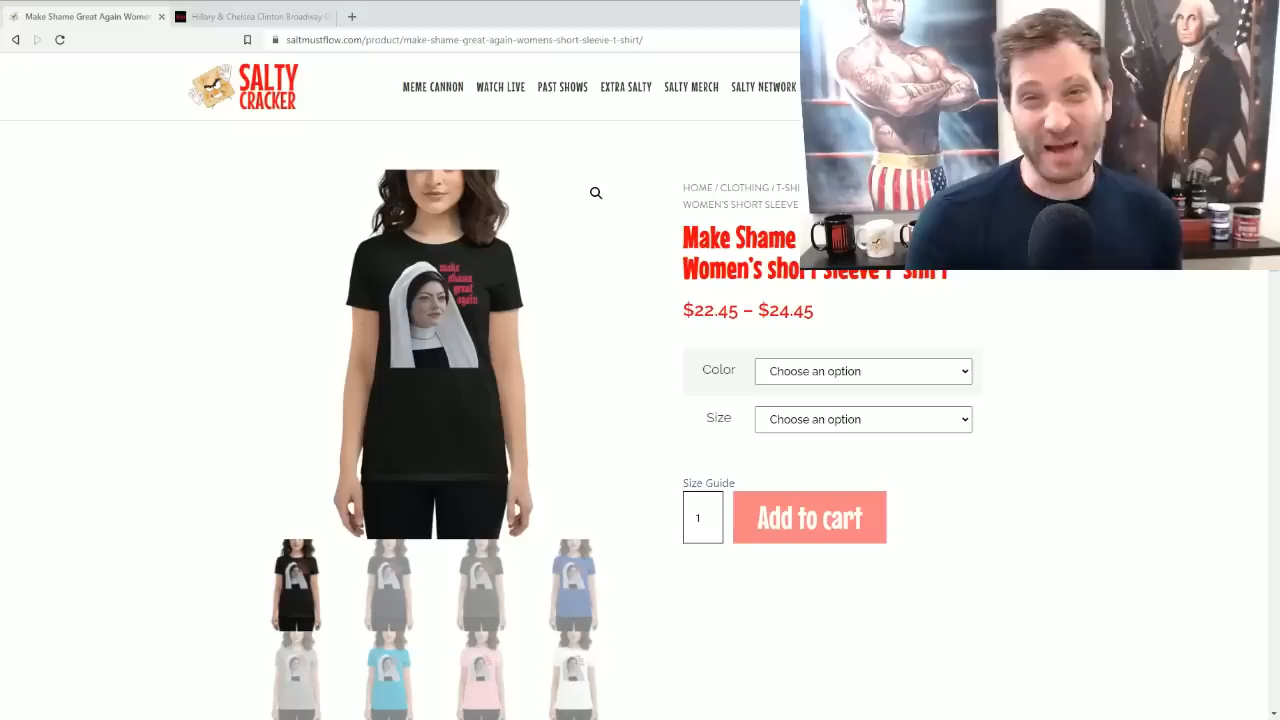 Make Shame Great Again Women
Hillary & Chelsea Clinton Broadway
saltmustflow.com/product/make-shame-great-again-womens-short-sleeve-t-shirt/
SALTY
CRACKER
MEME CANNON
WATCH LIVE
PAST SHOWS
EXTRA SALTY
SALTY MERCH
SALTY NETWORK
HOME / CLOTHING / T-SHI
WOMEN'S SHORT SLEEVE
Make Shame
Women's short sleeve t-shirt
$22.45 – $24.45
make
shame
great
again
Color
Choose an option
Size
Choose an option
Size Guide
1
Add to cart